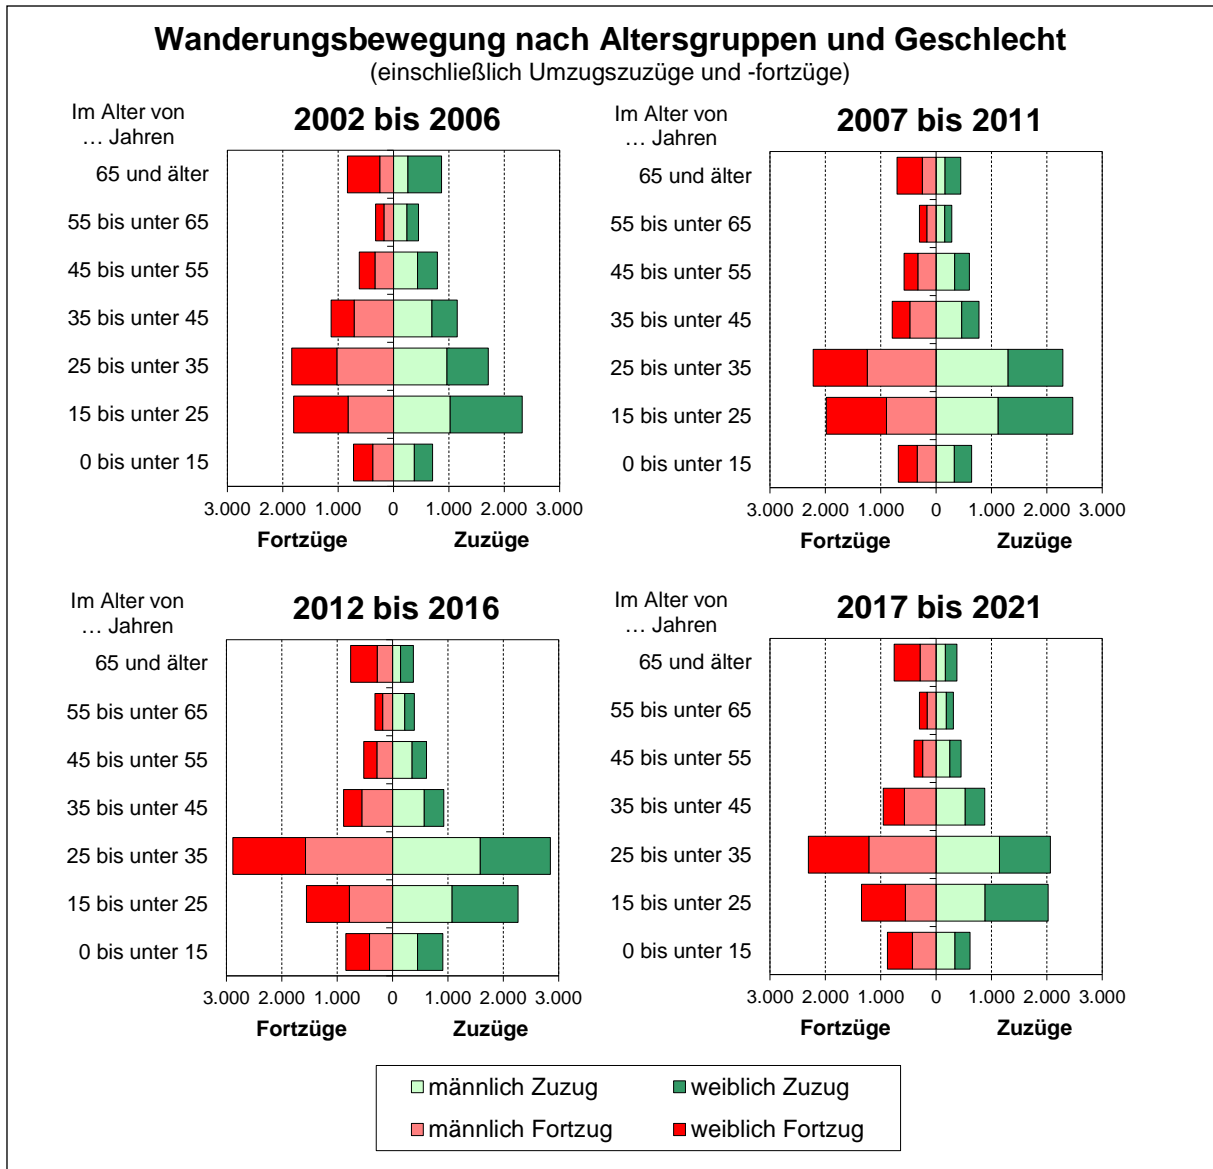 Wanderungsbewegung nach Altersgruppen und Geschlecht
(einschließlich Umzugszuzüge und -fortzüge)
Im Alter von
… Jahren
2002 bis 2006
65 und älter
55 bis unter 65
45 bis unter 55
35 bis unter 45
25 bis unter 35
15 bis unter 25
0 bis unter 15
3.000 2.000 1.000 0 1.000 2.000 3.000
Fortzüge Zuzüge
Im Alter von
… Jahren
2007 bis 2011
65 und älter
55 bis unter 65
45 bis unter 55
35 bis unter 45
25 bis unter 35
15 bis unter 25
0 bis unter 15
3.000 2.000 1.000 0 1.000 2.000 3.000
Fortzüge Zuzüge
Im Alter von
… Jahren
2012 bis 2016
65 und älter
55 bis unter 65
45 bis unter 55
35 bis unter 45
25 bis unter 35
15 bis unter 25
0 bis unter 15
3.000 2.000 1.000 0 1.000 2.000 3.000
Fortzüge Zuzüge
Im Alter von
… Jahren
2017 bis 2021
65 und älter
55 bis unter 65
45 bis unter 55
35 bis unter 45
25 bis unter 35
15 bis unter 25
0 bis unter 15
3.000 2.000 1.000 0 1.000 2.000 3.000
Fortzüge Zuzüge
männlich Zuzug weiblich Zuzug
männlich Fortzug weiblich Fortzug